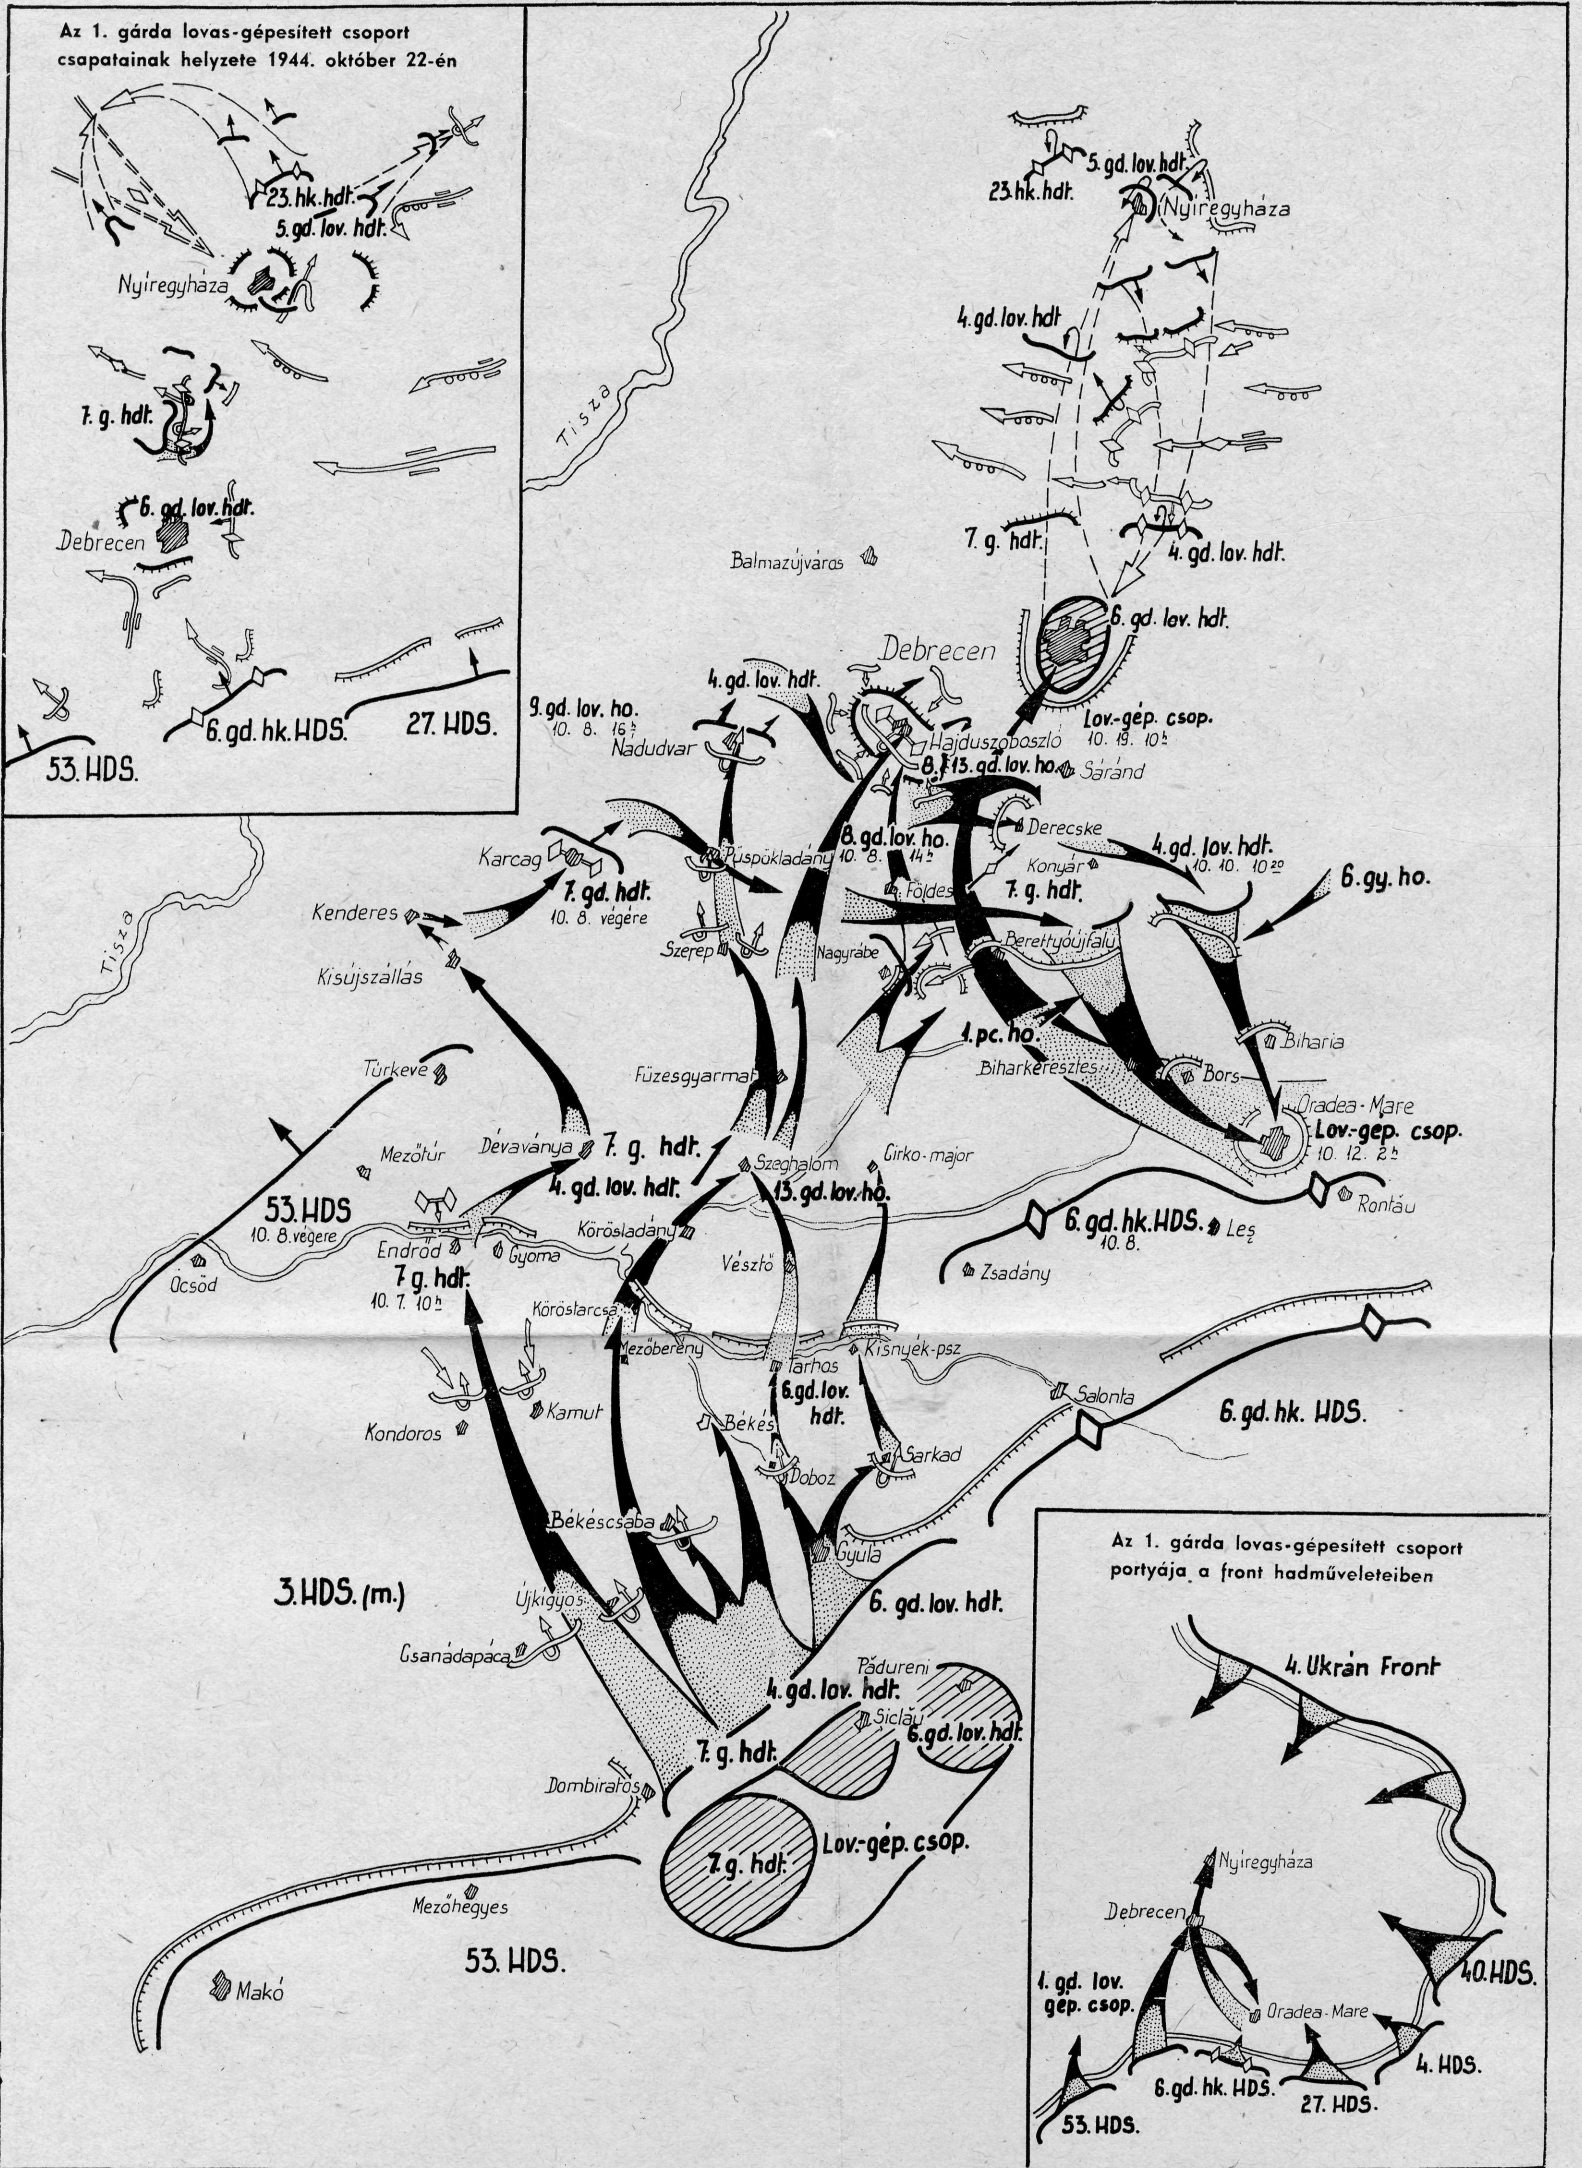 Az 1. gárda lovas-gépesített csoport
csapatainak helyzete 1944. október 22-én
23. hk. hdt.
5. gd. lov. hdt.
Nyíregyháza
7. g. hdt.
6. gd. lov. hdt.
Debrecen
6. gd. hk. HDS.
27. HDS.
53. HDS.
Tisza
5. gd. lov. hdt.
23. hk. hdt.
Nyíregyháza
4. gd. lov. hdt
7. g. hdt.
4. gd. lov. hdt.
Balmazújváros
6. gd. lov. hdt.
Debrecen
4. gd. lov. hdt.
9. gd. lov. ho.
10. 8. 16h
Nádudvar
Lov.-gép. csop.
10. 19. 10h
Hajduszoboszló
8. 13. gd. lov. ho.
Sáránd
Derecske
8. gd. lov. ho.
10. 8. 14h
4. gd. lov. hdt.
10. 10. 10 20
Karcag
Püspökladány
Konyár
7. gd. hdt.
10. 8. végére
Földes
7. g. hdt.
6. gy. ho.
Kenderes
Szerep
Nagyrábe
Berettyóújfalu
Kisújszállás
Tisza
1. pc. ho.
Biharia
Túrkeve
Füzesgyarmat
Biharkeresztes
Bors
Oradea-Mare
Lov.-gép. csop.
10. 12. 2h
Mezőtúr
Dévaványa
7. g. hdt.
Szeghalom
Cirko-major
4. gd. lov. hdt.
13. gd. lov. ho.
Rontău
53. HDS
10. 8. végere
6. gd. hk. HDS.
10. 8.
Leş
Körösladány
Endrőd
Gyoma
Vésztő
Zsadány
Öcsöd
7 g. hdt.
10. 7. 10h
Köröstarcsa
Mezőberény
Kisnyék-psz
Tarhos
6. gd. lov.
hdt.
Salonta
6. gd. hk. HDS.
Kamut
Kondoros
Békés
Sarkad
Doboz
Békéscsaba
Gyula
3. HDS. (m.)
Újkígyós
6. gd. lov. hdt.
Csanádapáca
Pădureni
4. gd. lov. hdt.
Siclău
6. gd. lov. hdt.
7. g. hdt.
Dombiratos
Lov.-gép. csop.
7. g. hdt.
Mezőhegyes
53. HDS.
Makó
Az 1. gárda lovas-gépesített csoport
portyája a front hadműveleteiben
4. Ukrán Front
Nyíregyháza
Debrecen
40. HDS.
1. gd. lov.
gép. csop.
Oradea-Mare
4. HDS.
6. gd. hk. HDS.
27. HDS.
53. HDS.